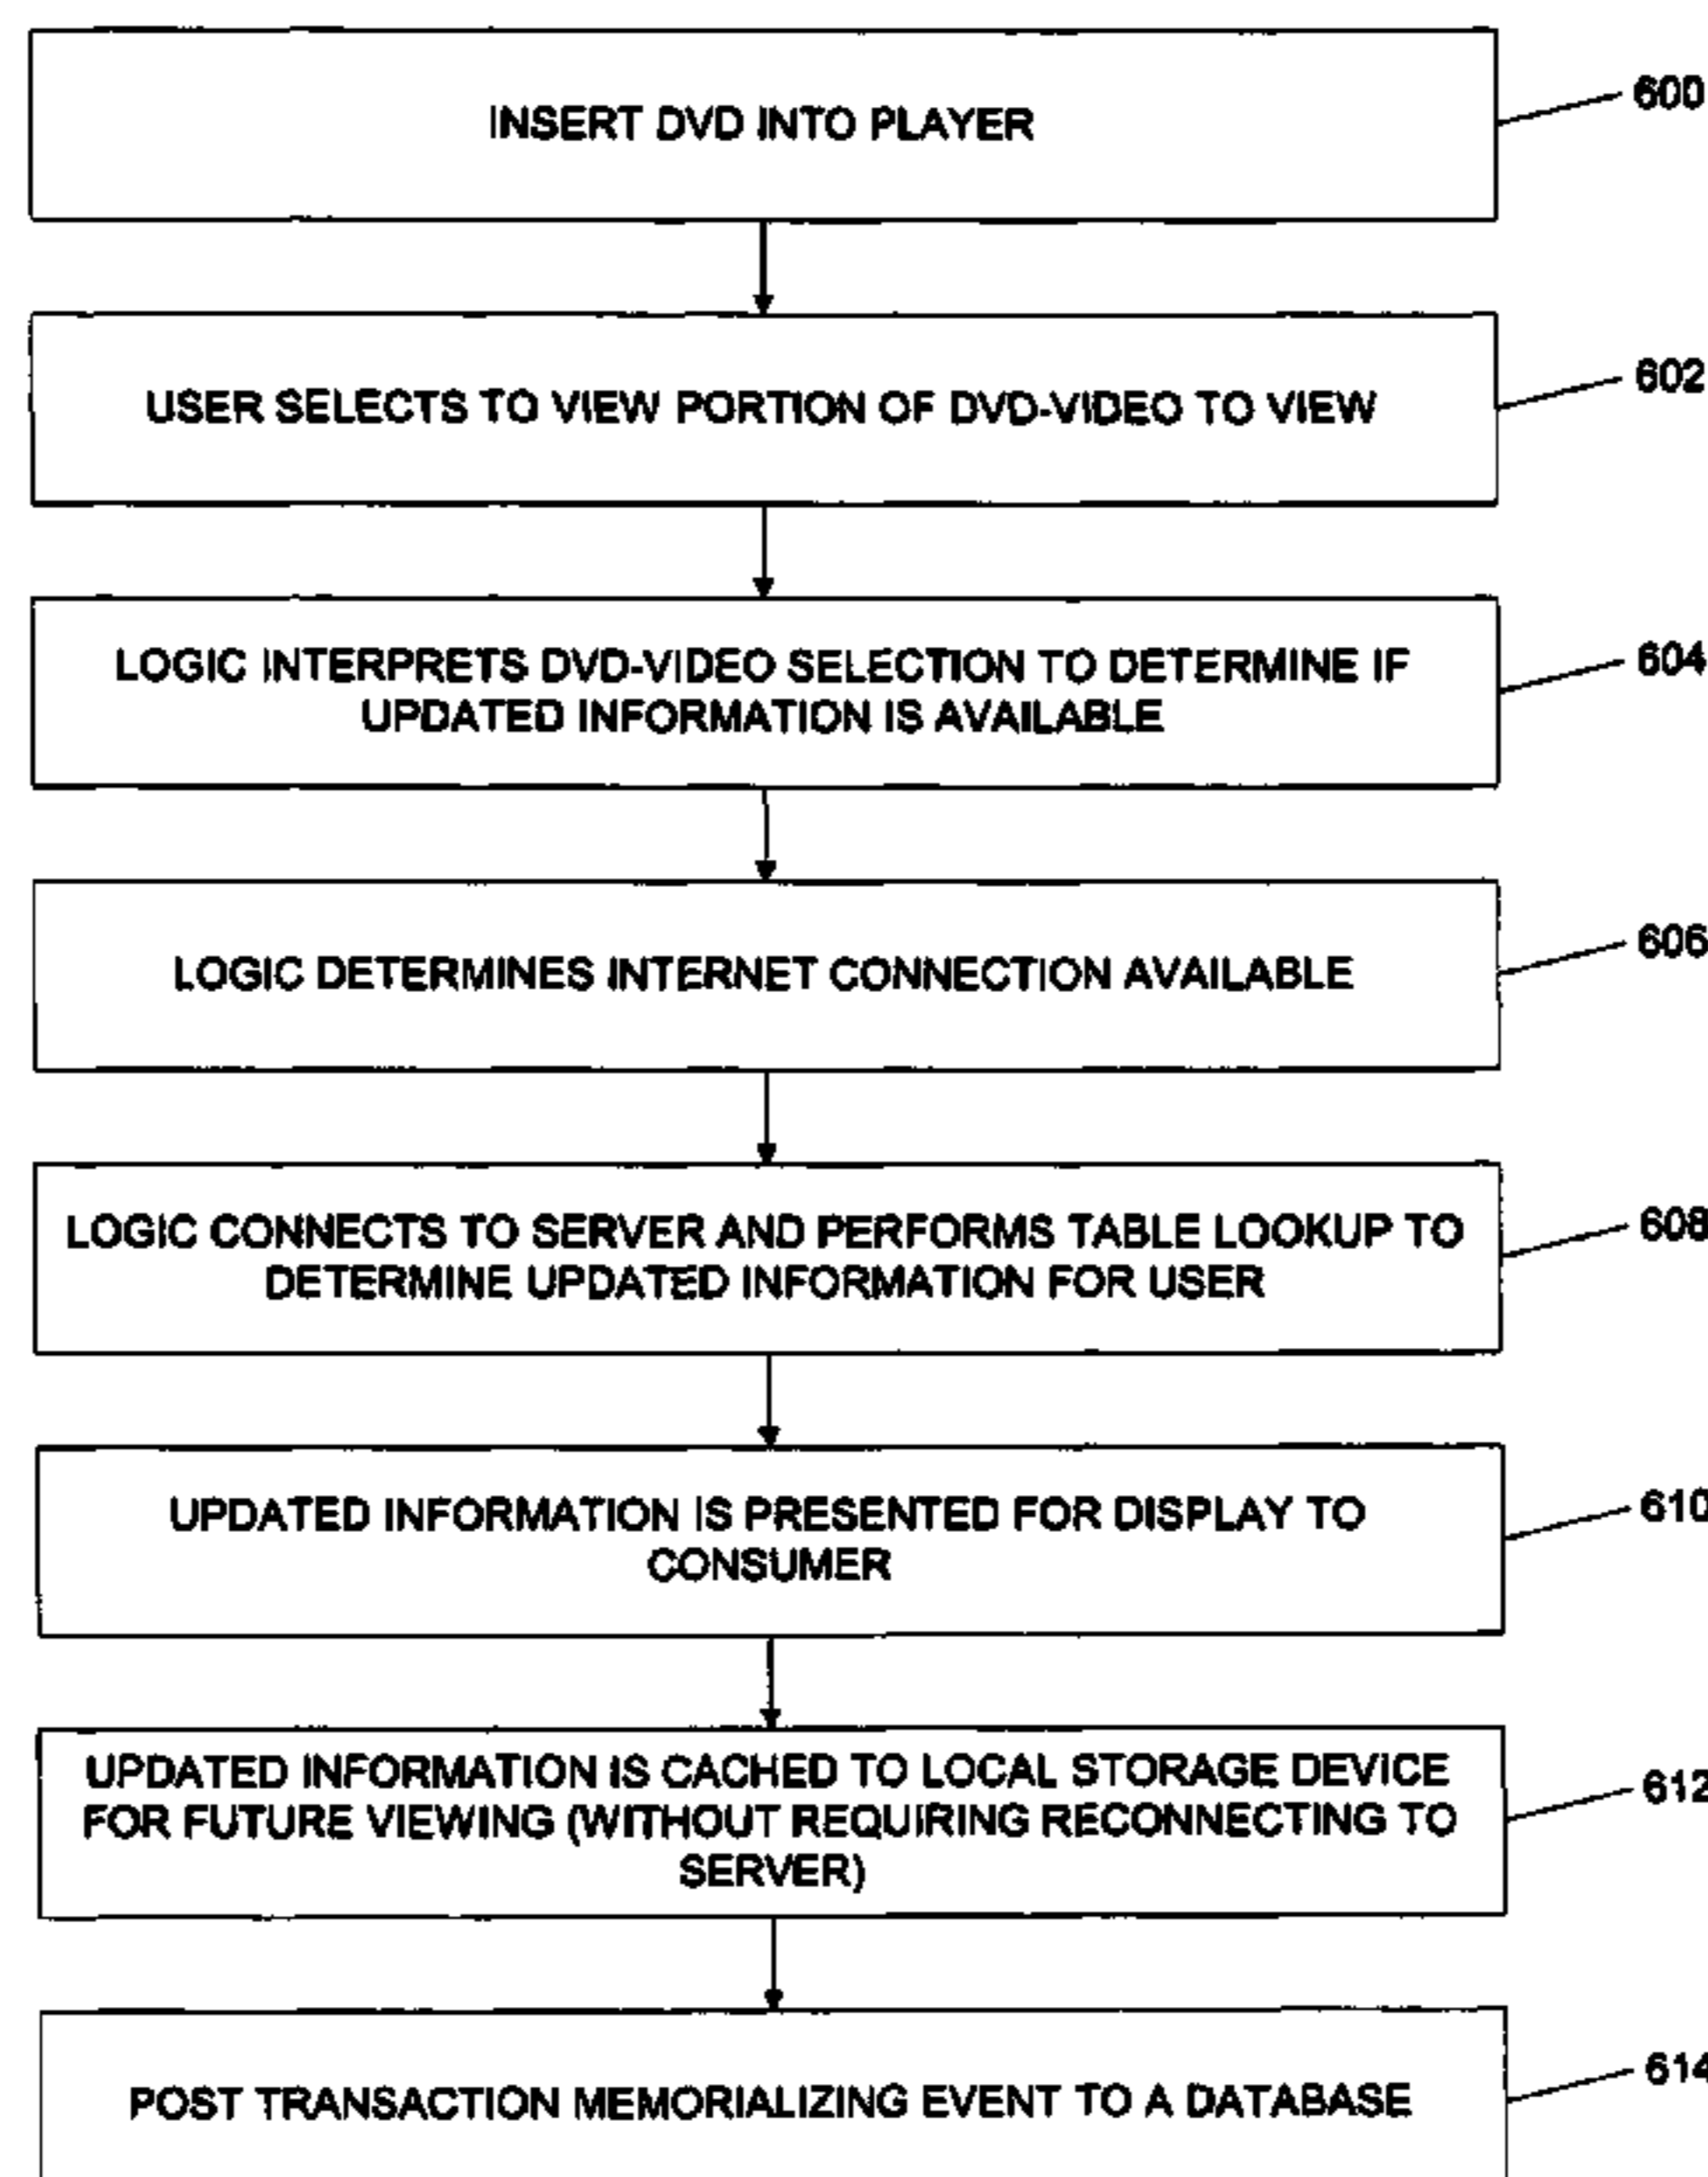 INSERT DVD INTO PLAYER
600
USER SELECTS TO VIEW PORTION OF DVD-VIDEO TO VIEW
602
LOGIC INTERPRETS DVD-VIDEO SELECTION TO DETERMINE IF
UPDATED INFORMATION IS AVAILABLE
604
LOGIC DETERMINES INTERNET CONNECTION AVAILABLE
606
LOGIC CONNECTS TO SERVER AND PERFORMS TABLE LOOKUP TO
DETERMINE UPDATED INFORMATION FOR USER
608
UPDATED INFORMATION IS PRESENTED FOR DISPLAY TO
CONSUMER
610
UPDATED INFORMATION IS CACHED TO LOCAL STORAGE DEVICE
FOR FUTURE VIEWING (WITHOUT REQUIRING RECONNECTING TO
SERVER)
612
POST TRANSACTION MEMORIALIZING EVENT TO A DATABASE
614